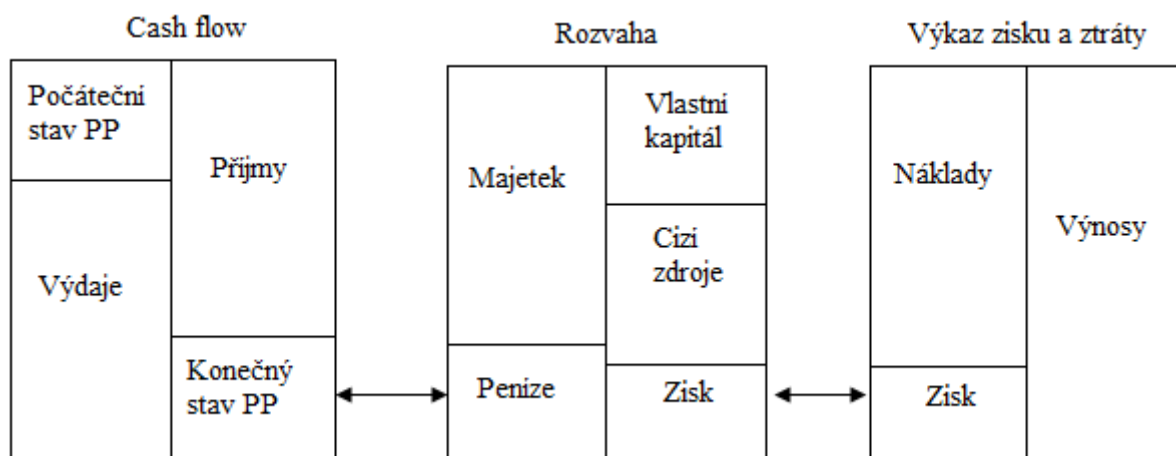 Cash flow
Počáteční
stav PP
Příjmy
Výdaje
Konečný
stav PP
Rozvaha
Majetek
Vlastní
kapitál
Cizí
zdroje
Peníze
Zisk
Výkaz zisku a ztráty
Náklady
Výnosy
Zisk